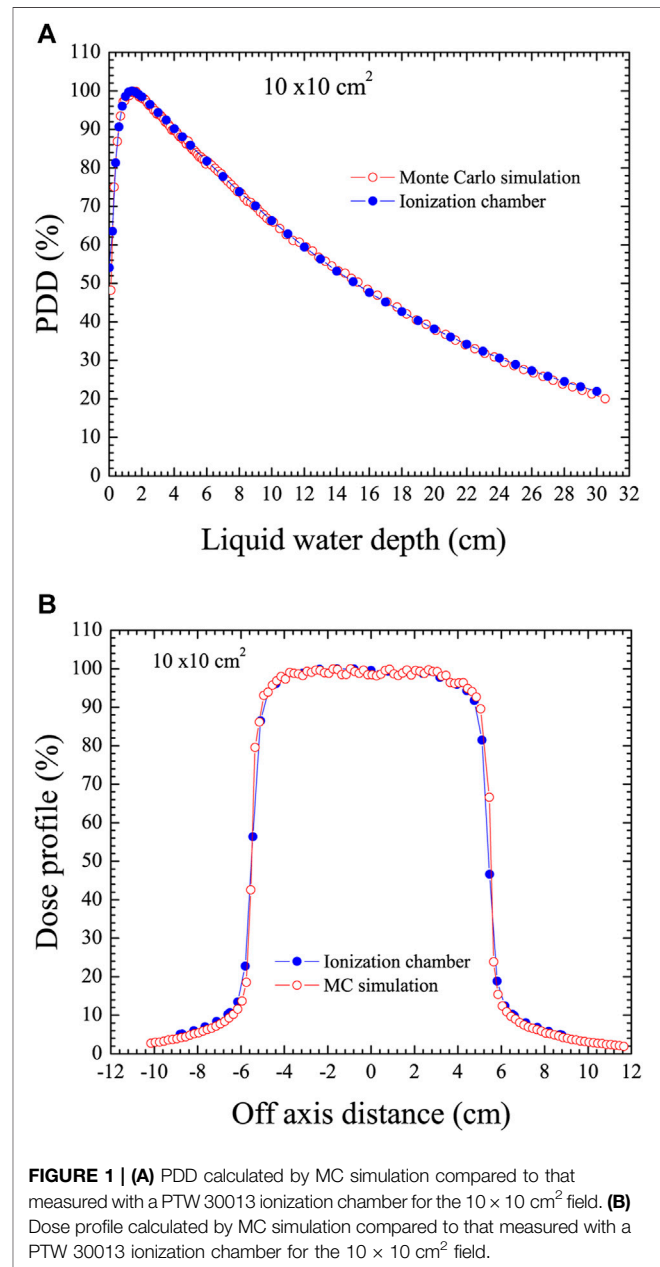 A
10 x10 cm²
Monte Carlo simulation
Ionization chamber
PDD (%)
110
100
90
80
70
60
50
40
30
20
10
0
0 2 4 6 8 10 12 14 16 18 20 22 24 26 28 30 32
Liquid water depth (cm)
B
10 x10 cm²
Ionization chamber
MC simulation
Dose profile (%)
110
100
90
80
70
60
50
40
30
20
10
0
-12 -10 -8 -6 -4 -2 0 2 4 6 8 10 12
Off axis distance (cm)
FIGURE 1 | (A) PDD calculated by MC simulation compared to that
measured with a PTW 30013 ionization chamber for the 10 × 10 cm² field. (B)
Dose profile calculated by MC simulation compared to that measured with a
PTW 30013 ionization chamber for the 10 × 10 cm² field.